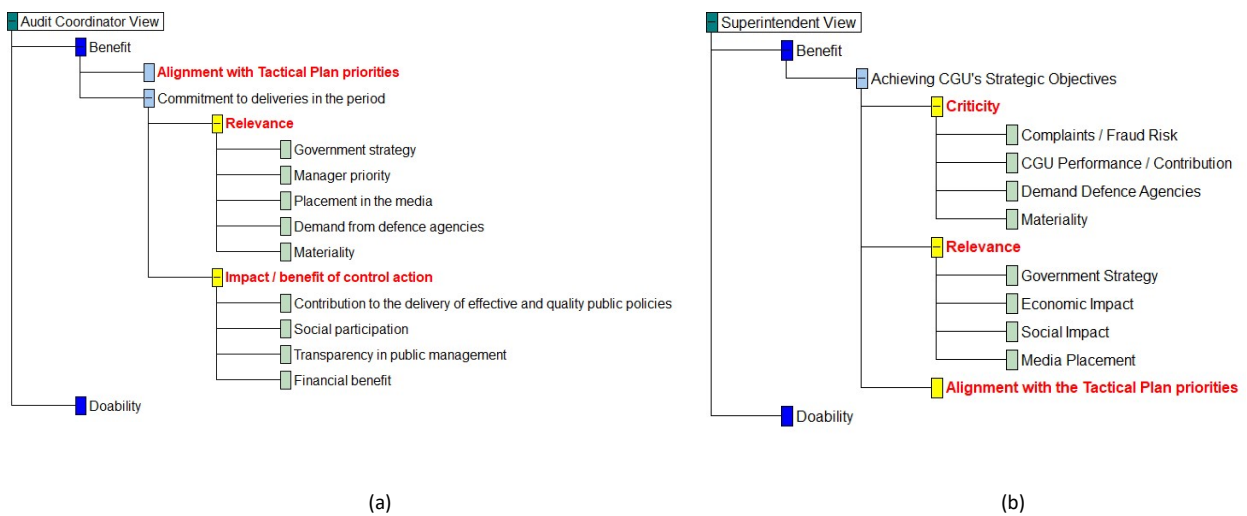 Audit Coordinator View
Benefit
Alignment with Tactical Plan priorities
Commitment to deliveries in the period
Relevance
Government strategy
Manager priority
Placement in the media
Demand from defence agencies
Materiality
Impact / benefit of control action
Contribution to the delivery of effective and quality public policies
Social participation
Transparency in public management
Financial benefit
Doability
(a)
Superintendent View
Benefit
Achieving CGU's Strategic Objectives
Criticity
Complaints / Fraud Risk
CGU Performance / Contribution
Demand Defence Agencies
Materiality
Relevance
Government Strategy
Economic Impact
Social Impact
Media Placement
Alignment with the Tactical Plan priorities
Doability
(b)